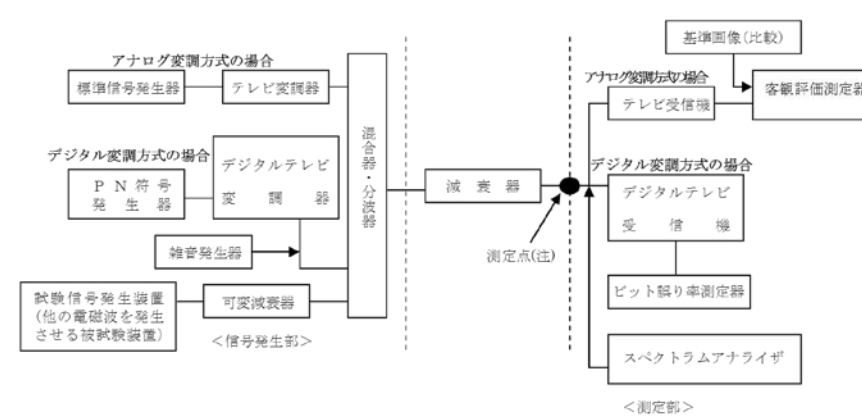 アナログ変調方式の場合
標準信号発生器
テレビ変調器
デジタル変調方式の場合
PN符号
発生器
デジタルテレビ
変調器
雑音発生器
試験信号発生装置
(他の電磁波を発生
させる被試験装置)
可変減衰器
<信号発生部>
混合器・分波器
減衰器
測定点(注)
基準画像(比較)
アナログ変調方式の場合
テレビ受信機
客観評価測定器
デジタル変調方式の場合
デジタルテレビ
受信機
ビット誤り率測定器
スペクトラムアナライザ
<測定部>